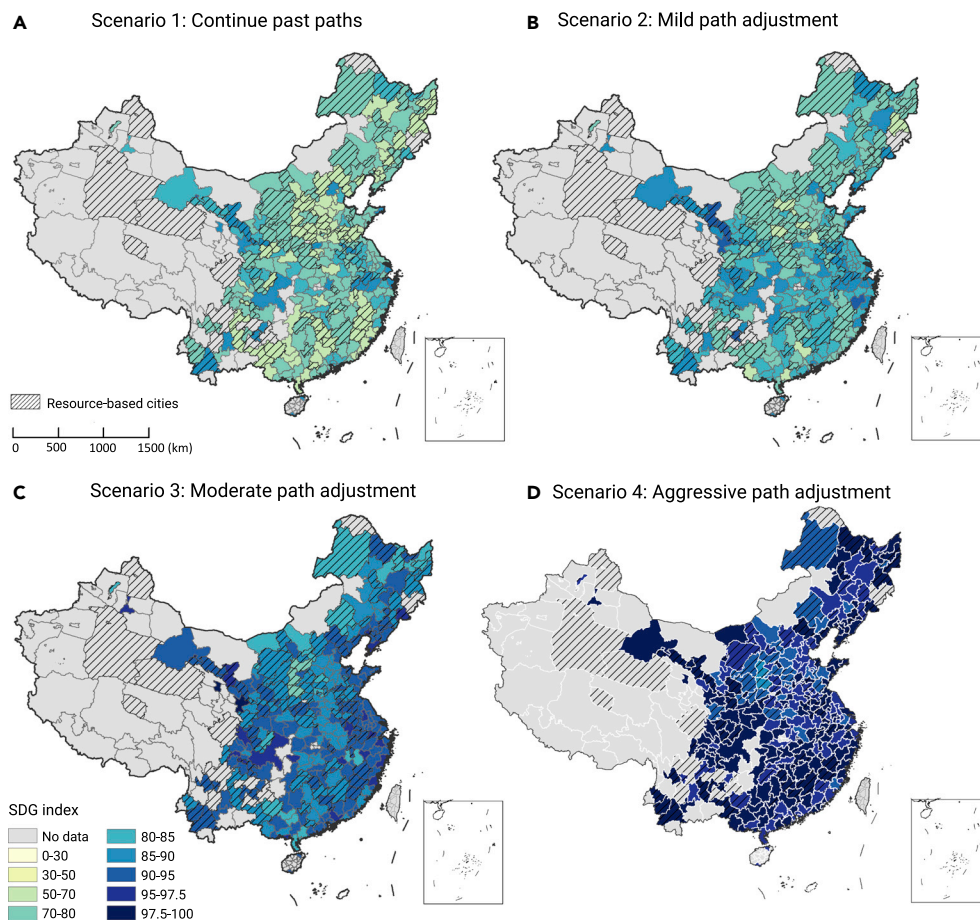 A Scenario 1: Continue past paths
B Scenario 2: Mild path adjustment
Resource-based cities
0 500 1000 1500 (km)
C Scenario 3: Moderate path adjustment
D Scenario 4: Aggressive path adjustment
SDG index
No data
0-30
30-50
50-70
70-80
80-85
85-90
90-95
95-97.5
97.5-100